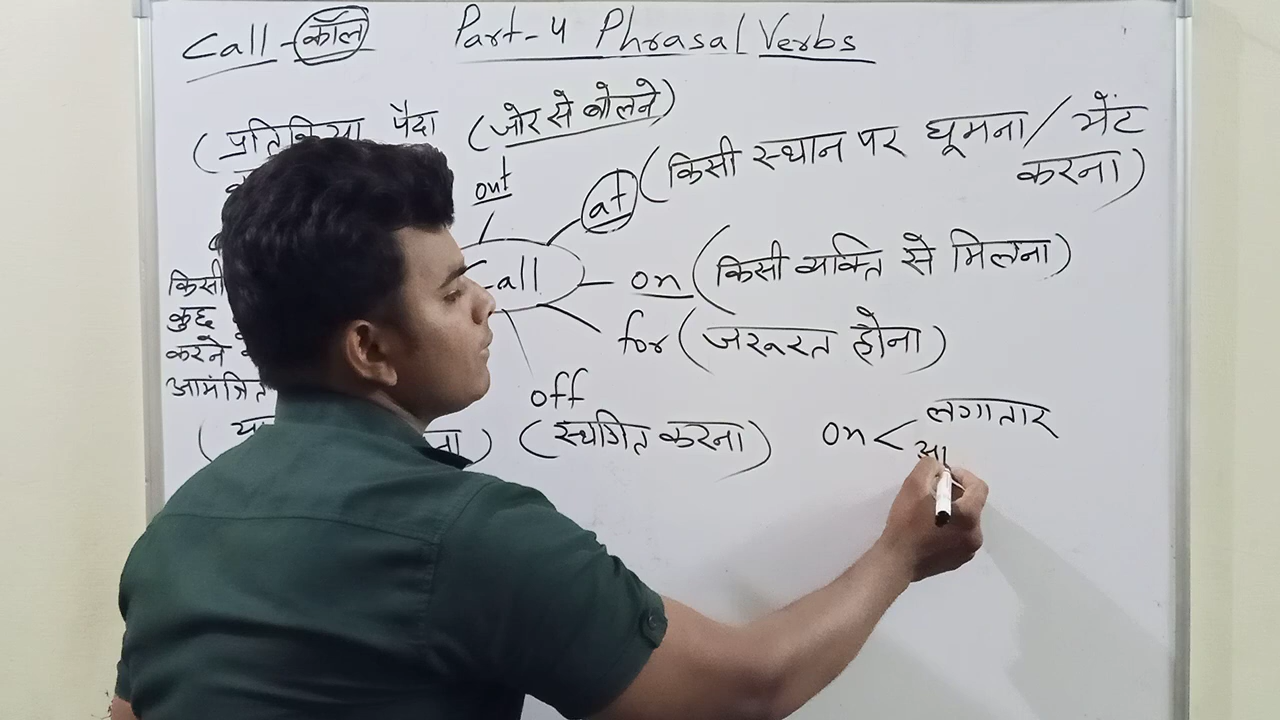 Call - कॉल Part-4 Phrasal Verbs
(प्रतिक्रिया पैदा (जोर से बोलने)
out
at (किसी स्थान पर घूमना / भेंट
करना)
Call
on (किसी व्यक्ति से मिलना)
किसी
कुछ
for (जरूरत होना)
करने
आमंत्रित
off
(स्थगित करना)
on < लगातार